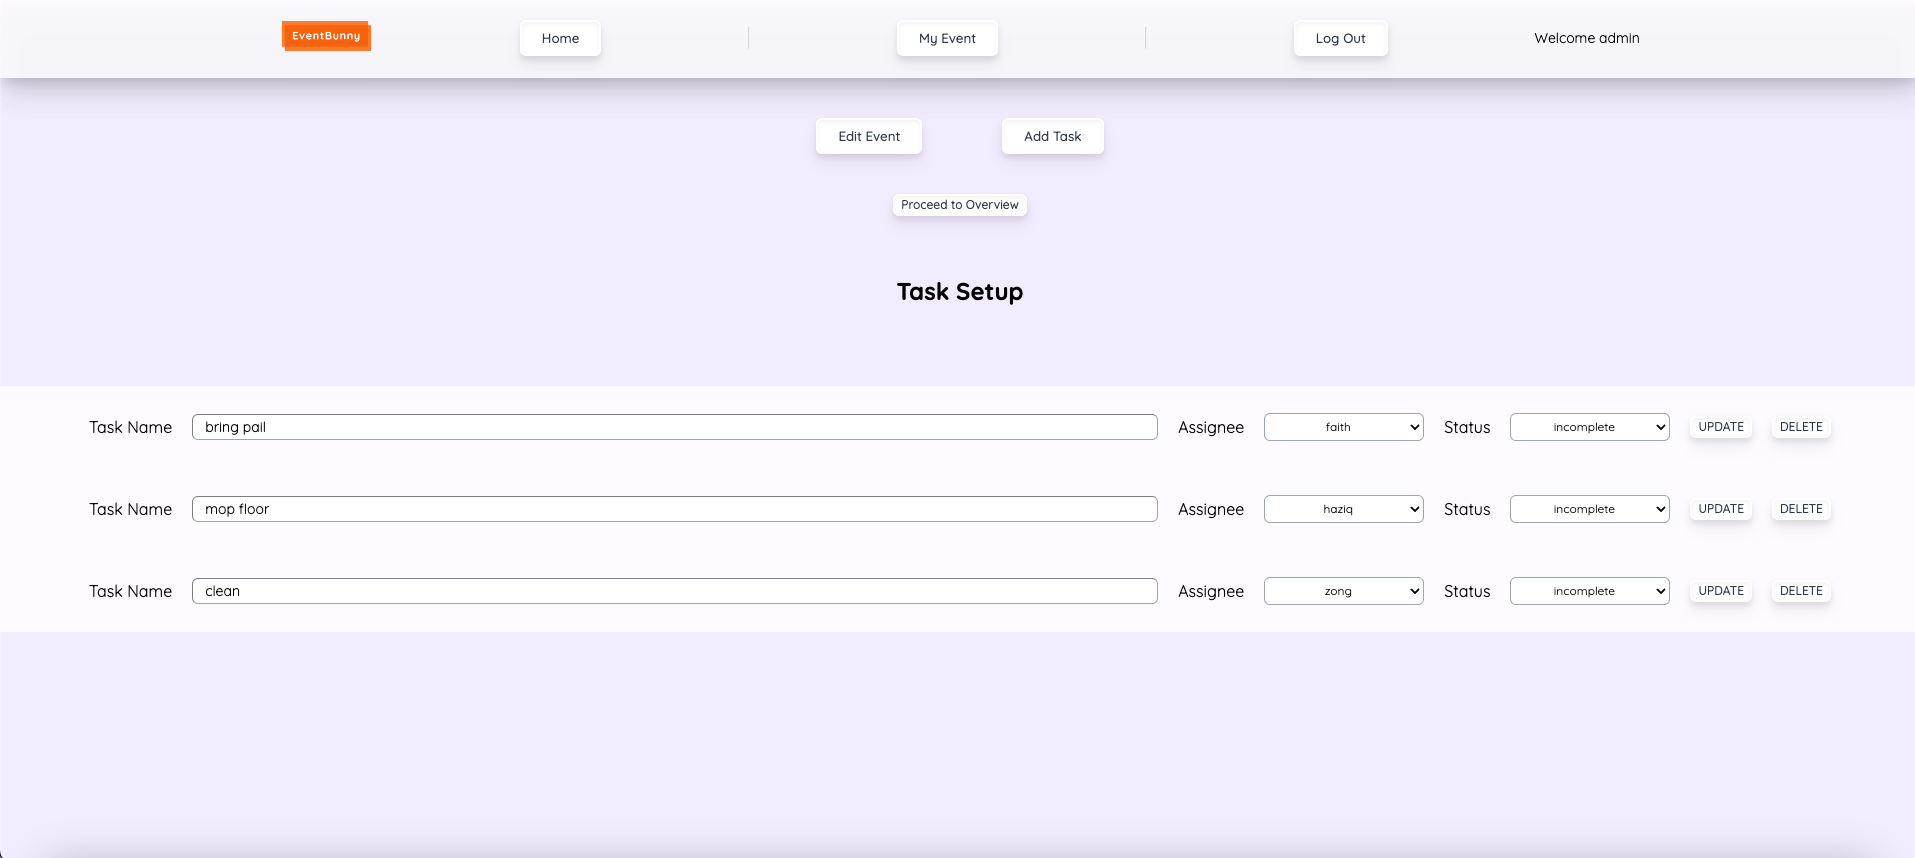 EventBunny Home My Event Log Out Welcome admin
Edit Event Add Task
Proceed to Overview
Task Setup
Task Name bring pail Assignee faith Status incomplete UPDATE DELETE
Task Name mop floor Assignee haziq Status incomplete UPDATE DELETE
Task Name clean Assignee zong Status incomplete UPDATE DELETE